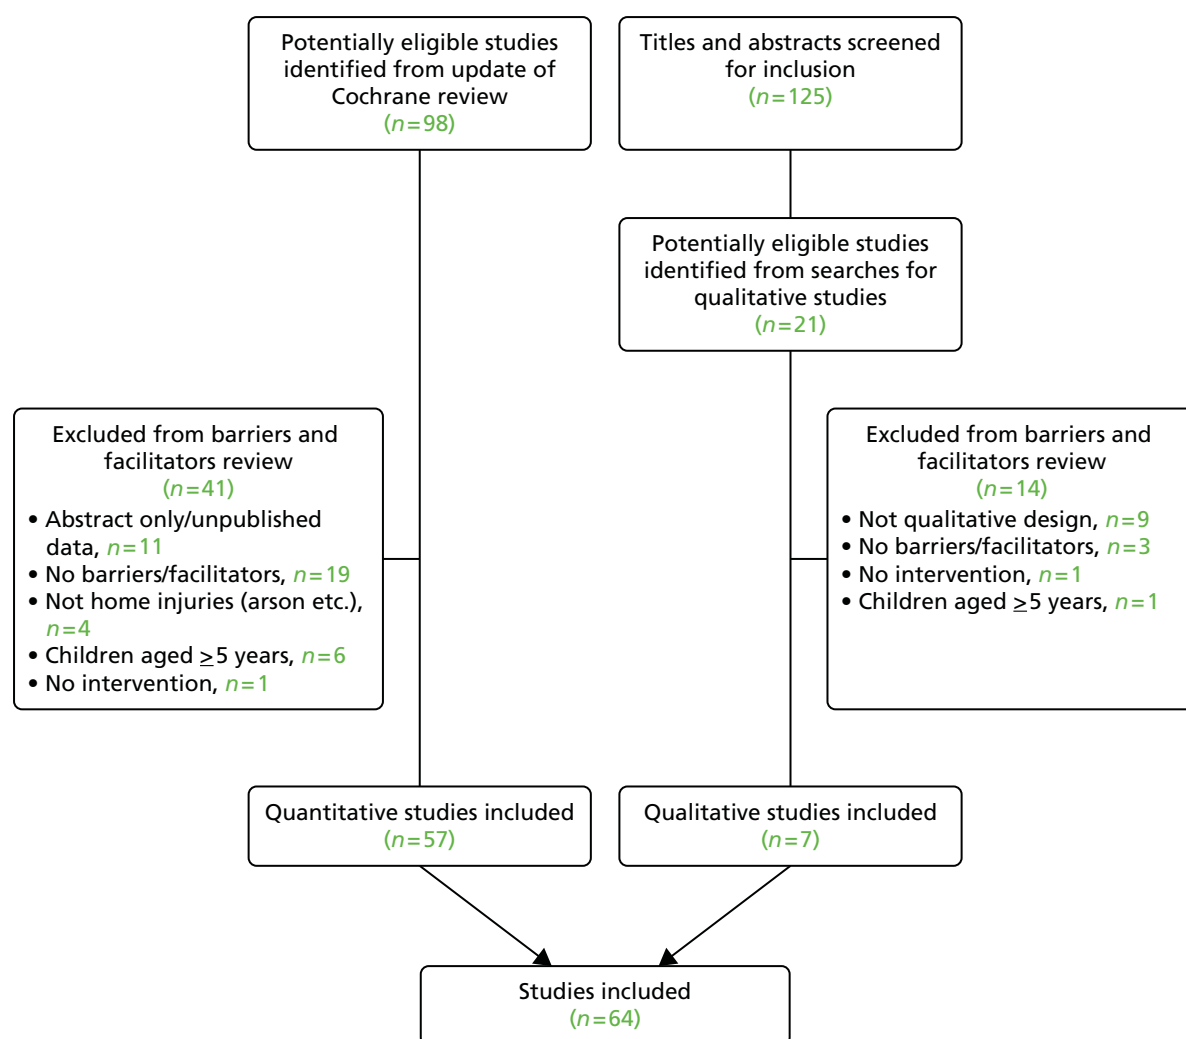 Potentially eligible studies
identified from update of
Cochrane review
(n=98)
Titles and abstracts screened
for inclusion
(n=125)
Potentially eligible studies
identified from searches for
qualitative studies
(n=21)
Excluded from barriers and
facilitators review
(n=41)
• Abstract only/unpublished
data, n=11
• No barriers/facilitators, n=19
• Not home injuries (arson etc.),
n=4
• Children aged ≥5 years, n=6
• No intervention, n=1
Excluded from barriers and
facilitators review
(n=14)
• Not qualitative design, n=9
• No barriers/facilitators, n=3
• No intervention, n=1
• Children aged ≥5 years, n=1
Quantitative studies included
(n=57)
Qualitative studies included
(n=7)
Studies included
(n=64)